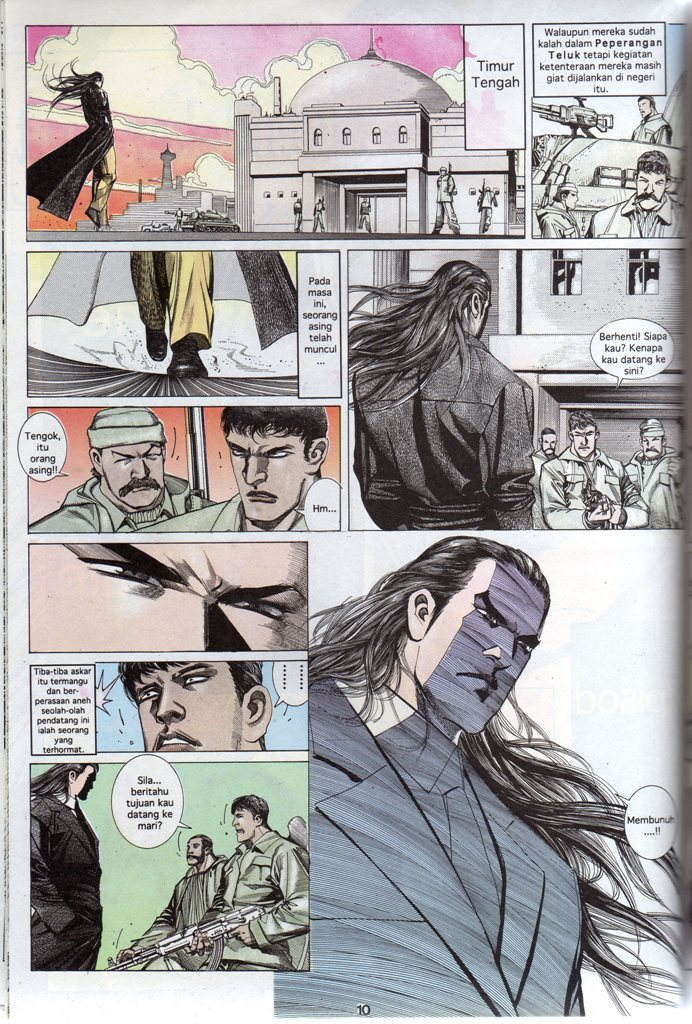 Timur
Tengah
Walaupun mereka sudah
kalah dalam Peperangan
Teluk tetapi kegiatan
ketenteraan mereka masih
giat dijalankan di negeri
itu.
Pada
masa
ini,
seorang
asing
telah
muncul
...
Berhenti! Siapa
kau? Kenapa
kau datang ke
sini?
Tengok,
itu
orang
asing!!
Hm...
Tiba-tiba askar
itu termangu
dan ber-
perasaan aneh
seolah-olah
pendatang ini
ialah seorang
yang
terhormat.
Sila...
beritahu
tujuan kau
datang ke
mari?
Membunuh
....!!
10